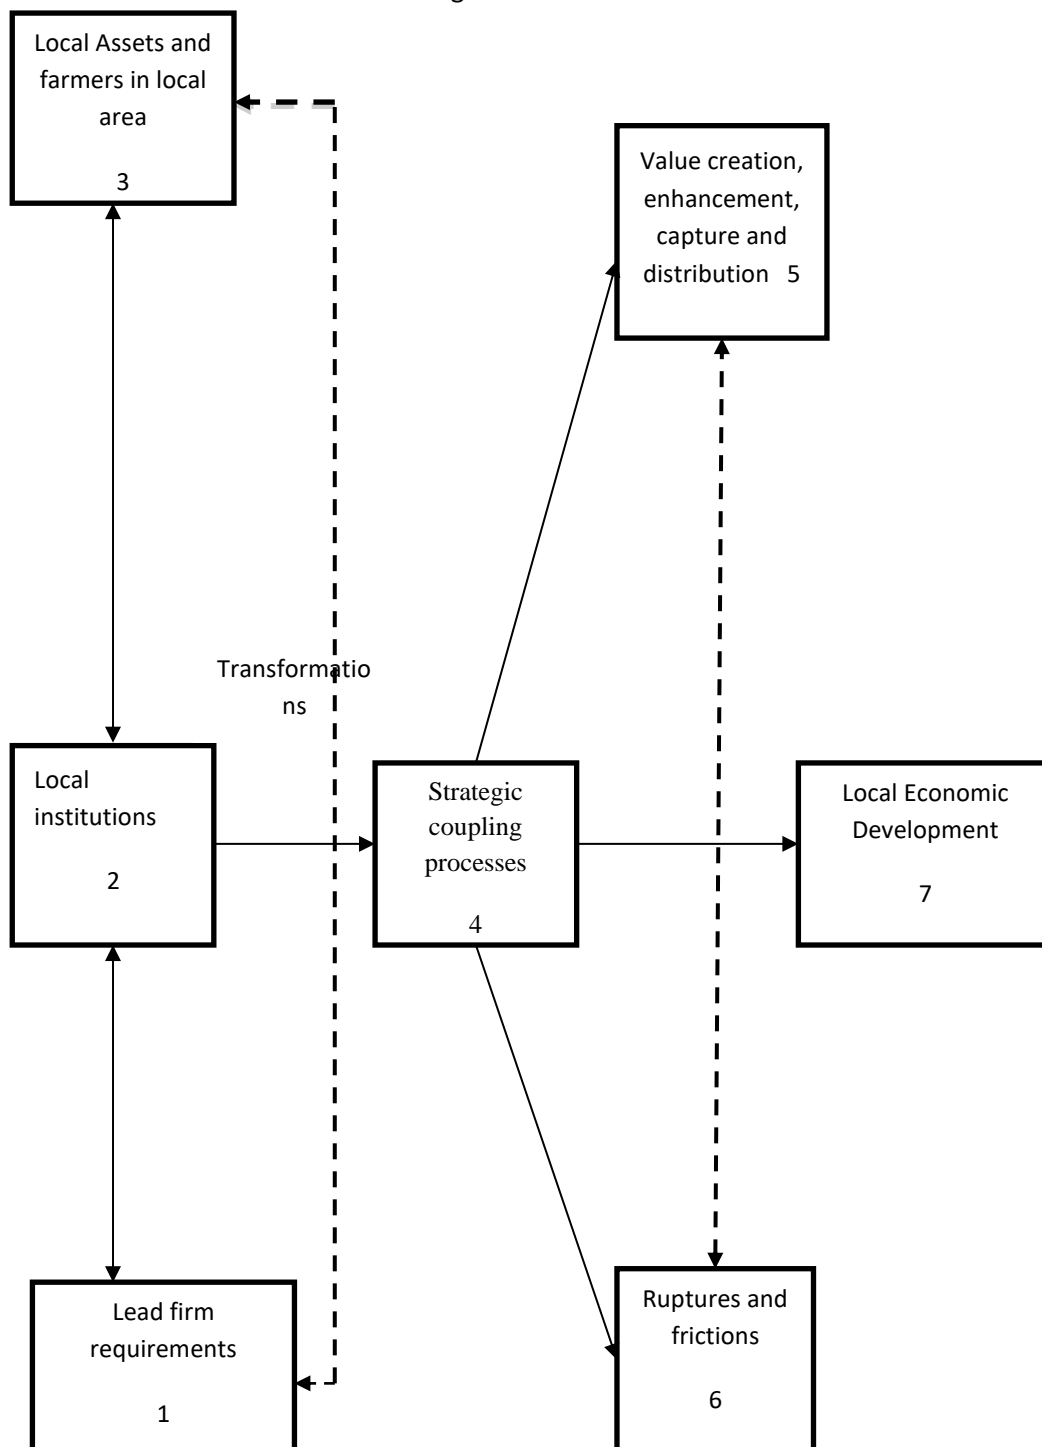 Local Assets and
farmers in local
area
3
Value creation,
enhancement,
capture and
distribution 5
Transformatio
ns
Local
institutions
2
Strategic
coupling
processes
4
Local Economic
Development
7
Lead firm
requirements
1
Ruptures and
frictions
6